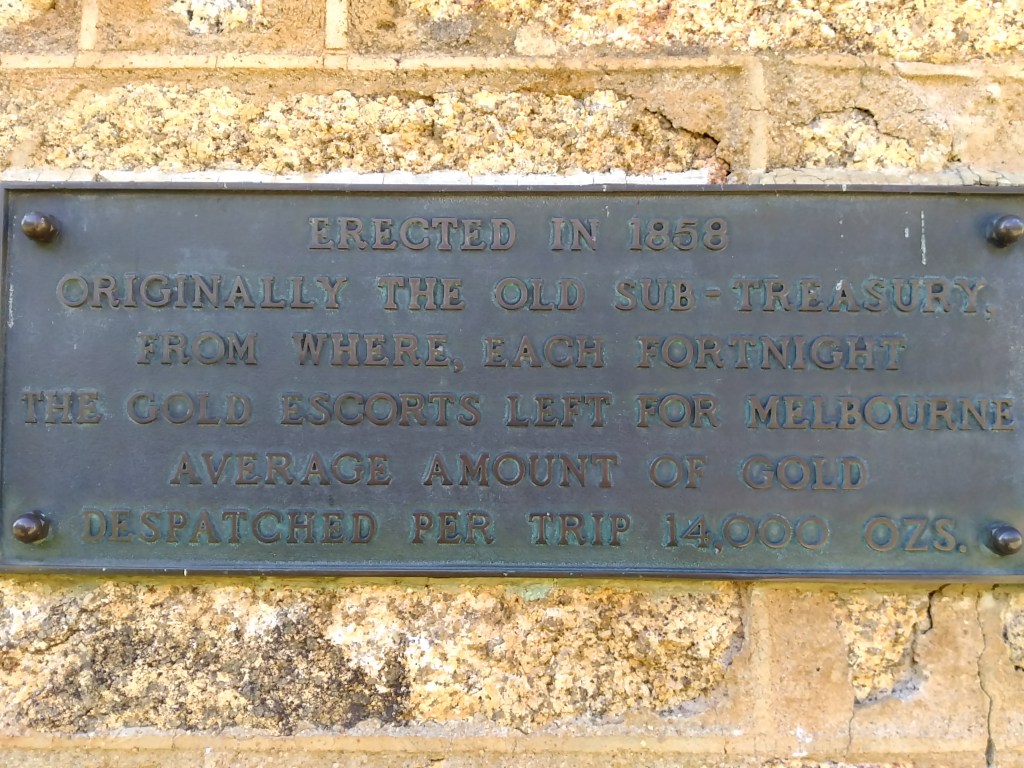 ERECTED IN 1858
ORIGINALLY THE OLD SUB-TREASURY,
FROM WHERE, EACH FORTNIGHT
THE GOLD ESCORTS LEFT FOR MELBOURNE
AVERAGE AMOUNT OF GOLD
DESPATCHED PER TRIP 14,000 OZS.